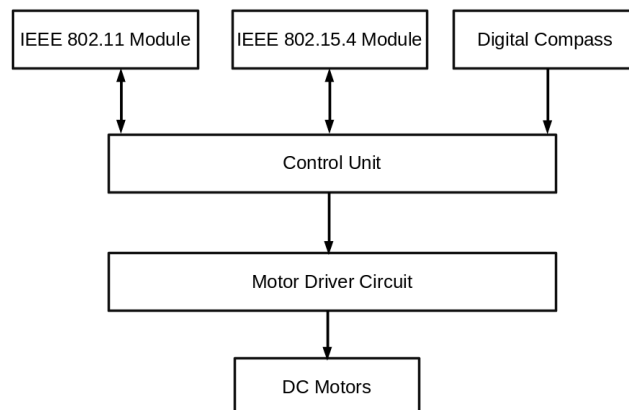 IEEE 802.11 Module
IEEE 802.15.4 Module
Digital Compass
Control Unit
Motor Driver Circuit
DC Motors